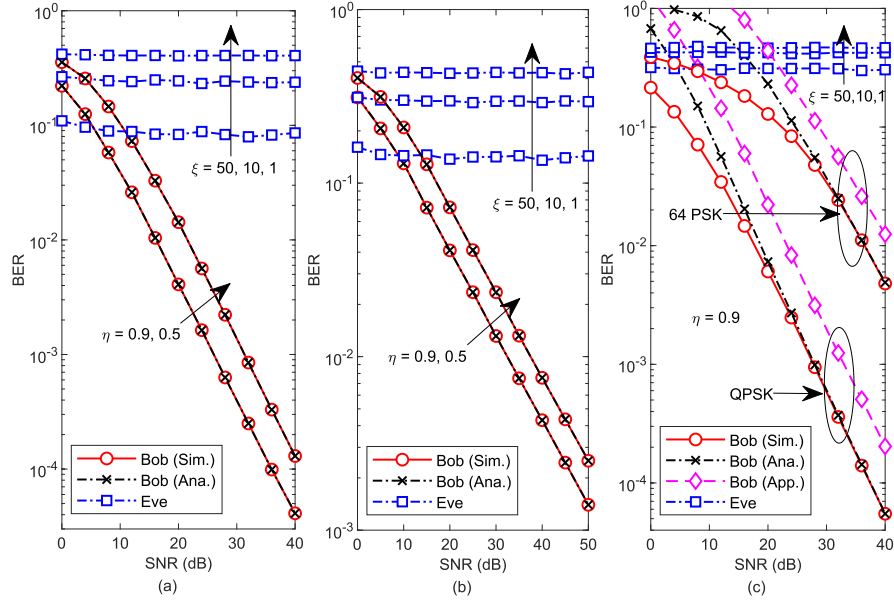 10^0
10^-1
10^-2
10^-3
10^-4
BER
ξ = 50, 10, 1
η = 0.9, 0.5
Bob (Sim.)
Bob (Ana.)
Eve
0 10 20 30 40
SNR (dB)
(a)
10^0
10^-1
10^-2
10^-3
BER
ξ = 50, 10, 1
η = 0.9, 0.5
Bob (Sim.)
Bob (Ana.)
Eve
0 10 20 30 40 50
SNR (dB)
(b)
10^0
10^-1
10^-2
10^-3
10^-4
BER
ξ = 50,10,1
64 PSK
η = 0.9
QPSK
Bob (Sim.)
Bob (Ana.)
Bob (App.)
Eve
0 10 20 30 40
SNR (dB)
(c)